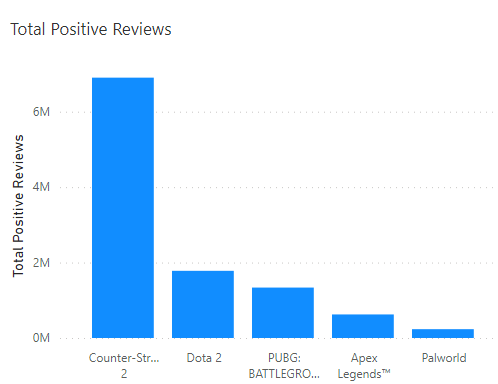 Total Positive Reviews
Total Positive Reviews
6M
4M
2M
0M
Counter-Str...
2
Dota 2
PUBG:
BATTLEGRO...
Apex
Legends™
Palworld